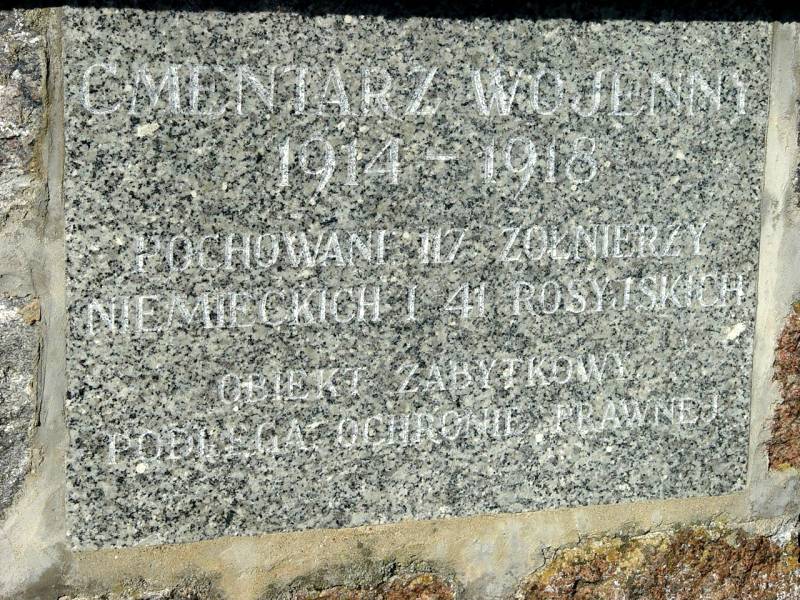 CMENTARZ WOJENNY
1914 – 1918
POCHOWANI 117 ŻOŁNIERZY
NIEMIECKICH I 41 ROSYJSKICH
OBIEKT ZABYTKOWY
PODLEGA OCHRONIE PRAWNEJ